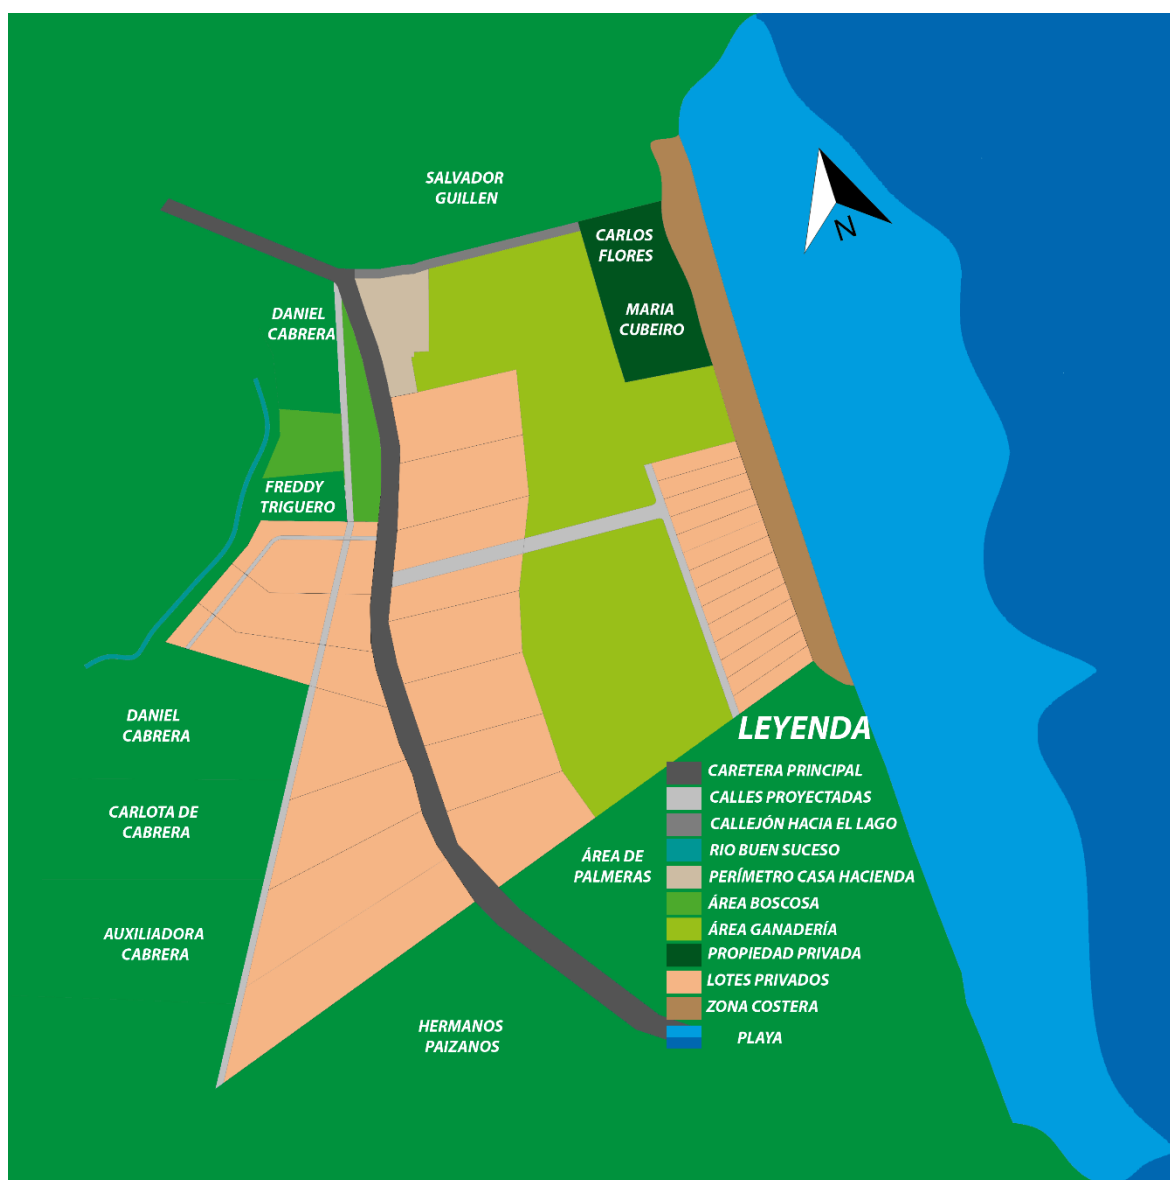 SALVADOR
GUILLEN
CARLOS
FLORES
N
DANIEL
CABRERA
MARIA
CUBEIRO
FREDDY
TRIGUERO
DANIEL
CABRERA
CARLOTA DE
CABRERA
AUXILIADORA
CABRERA
ÁREA DE
PALMERAS
HERMANOS
PAIZANOS
LEYENDA
CARETERA PRINCIPAL
CALLES PROYECTADAS
CALLEJÓN HACIA EL LAGO
RIO BUEN SUCESO
PERÍMETRO CASA HACIENDA
ÁREA BOSCOSA
ÁREA GANADERÍA
PROPIEDAD PRIVADA
LOTES PRIVADOS
ZONA COSTERA
PLAYA